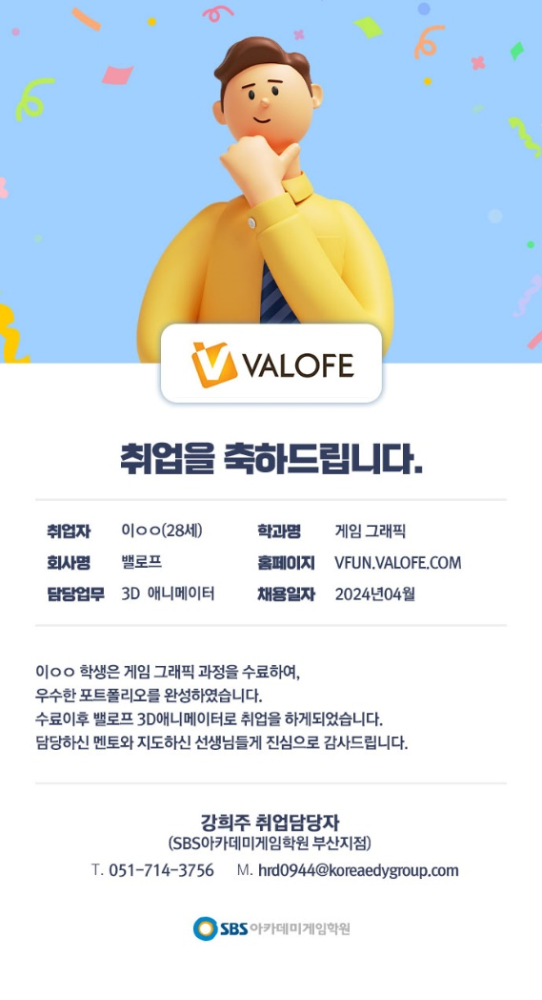 VALOFE
취업을 축하드립니다.
취업자 이ㅇㅇ(28세) 학과명 게임 그래픽
회사명 밸로프 홈페이지 VFUN.VALOFE.COM
담당업무 3D 애니메이터 채용일자 2024년04월
이ㅇㅇ 학생은 게임 그래픽 과정을 수료하여,
우수한 포트폴리오를 완성하였습니다.
수료이후 밸로프 3D애니메이터로 취업을 하게되었습니다.
담당하신 멘토와 지도하신 선생님들게 진심으로 감사드립니다.
강희주 취업담당자
(SBS아카데미게임학원 부산지점)
T. 051-714-3756 M. hrd0944@koreaedygroup.com
SBS아카데미게임학원